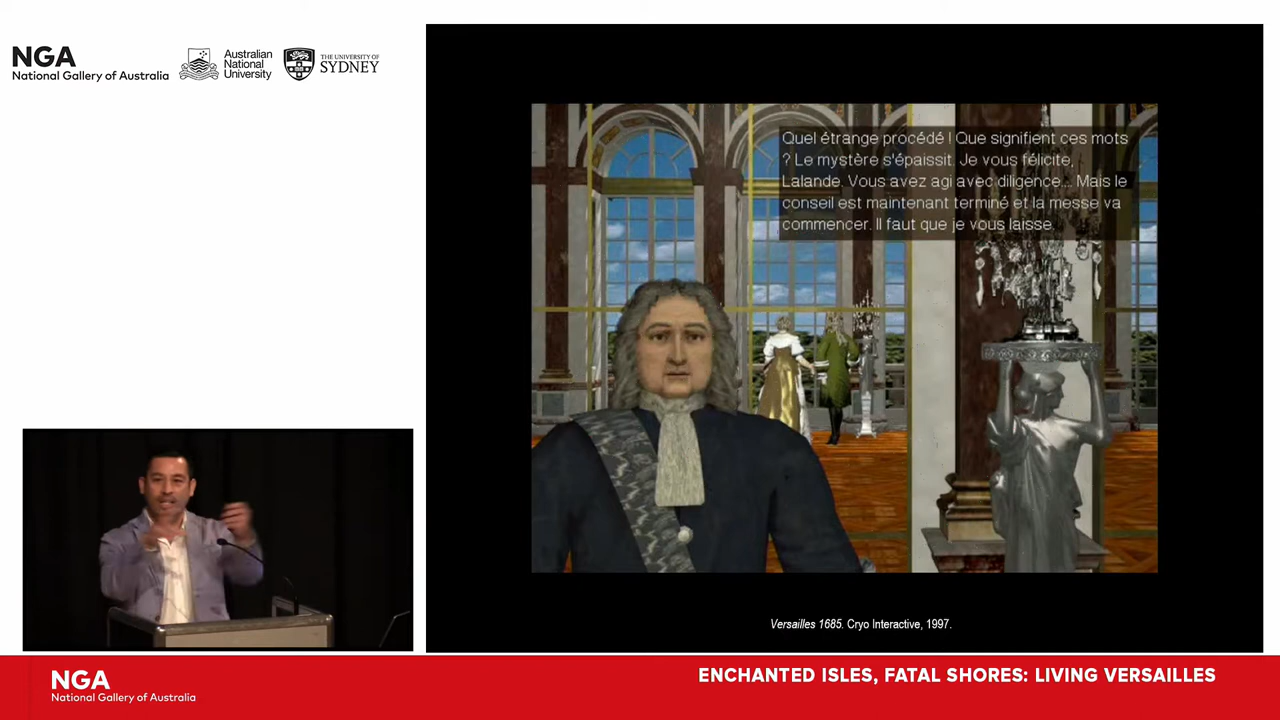 NGA
National Gallery of Australia
Australian
National
University
THE UNIVERSITY OF
SYDNEY
Quel étrange procédé ! Que signifient ces mots
? Le mystère s'épaissit. Je vous félicite,
Lalande. Vous avez agi avec diligence... Mais le
conseil est maintenant terminé et la messe va
commencer. Il faut que je vous laisse.
Versailles 1685. Cryo Interactive, 1997.
NGA
National Gallery of Australia
ENCHANTED ISLES, FATAL SHORES: LIVING VERSAILLES